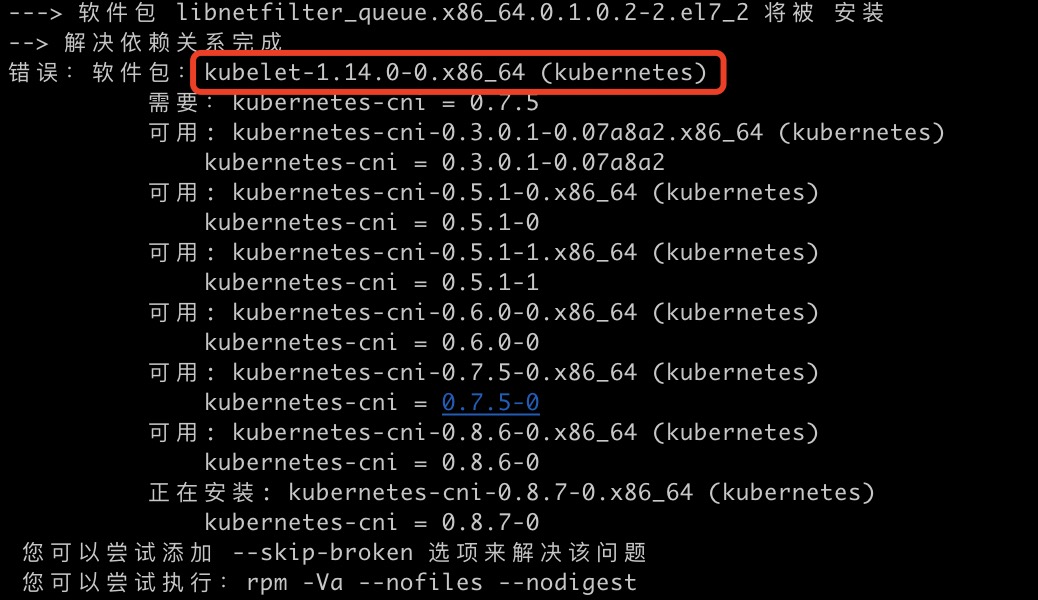 ---> 软件包 libnetfilter_queue.x86_64.0.1.0.2-2.el7_2 将被 安装
--> 解决依赖关系完成
错误：软件包：kubelet-1.14.0-0.x86_64 (kubernetes)
需要：kubernetes-cni = 0.7.5
可用: kubernetes-cni-0.3.0.1-0.07a8a2.x86_64 (kubernetes)
kubernetes-cni = 0.3.0.1-0.07a8a2
可用: kubernetes-cni-0.5.1-0.x86_64 (kubernetes)
kubernetes-cni = 0.5.1-0
可用: kubernetes-cni-0.5.1-1.x86_64 (kubernetes)
kubernetes-cni = 0.5.1-1
可用: kubernetes-cni-0.6.0-0.x86_64 (kubernetes)
kubernetes-cni = 0.6.0-0
可用: kubernetes-cni-0.7.5-0.x86_64 (kubernetes)
kubernetes-cni = 0.7.5-0
可用: kubernetes-cni-0.8.6-0.x86_64 (kubernetes)
kubernetes-cni = 0.8.6-0
正在安装: kubernetes-cni-0.8.7-0.x86_64 (kubernetes)
kubernetes-cni = 0.8.7-0
您可以尝试添加 --skip-broken 选项来解决该问题
您可以尝试执行：rpm -Va --nofiles --nodigest